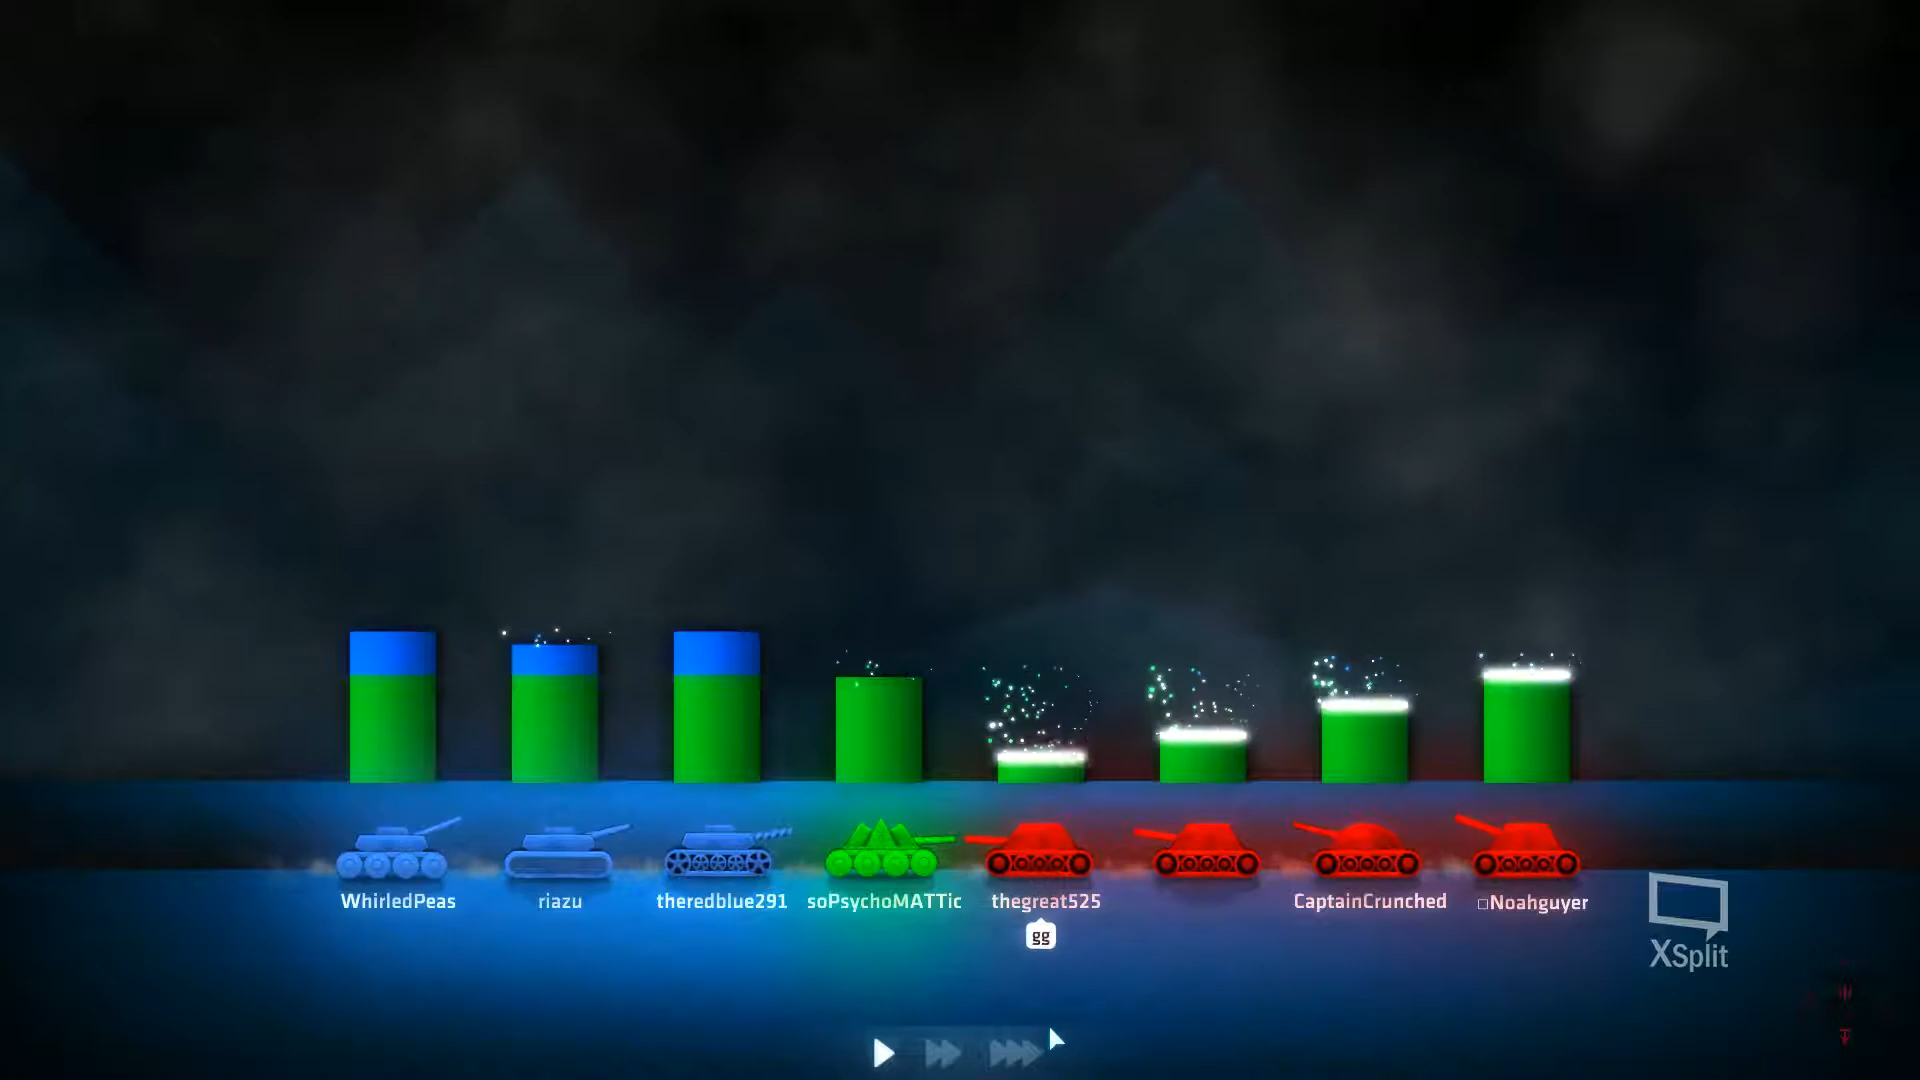 WhirledPeas
riazu
theredblue291
soPsychoMATTic
thegreat525
CaptainCrunched
□Noahguyer
gg
XSplit